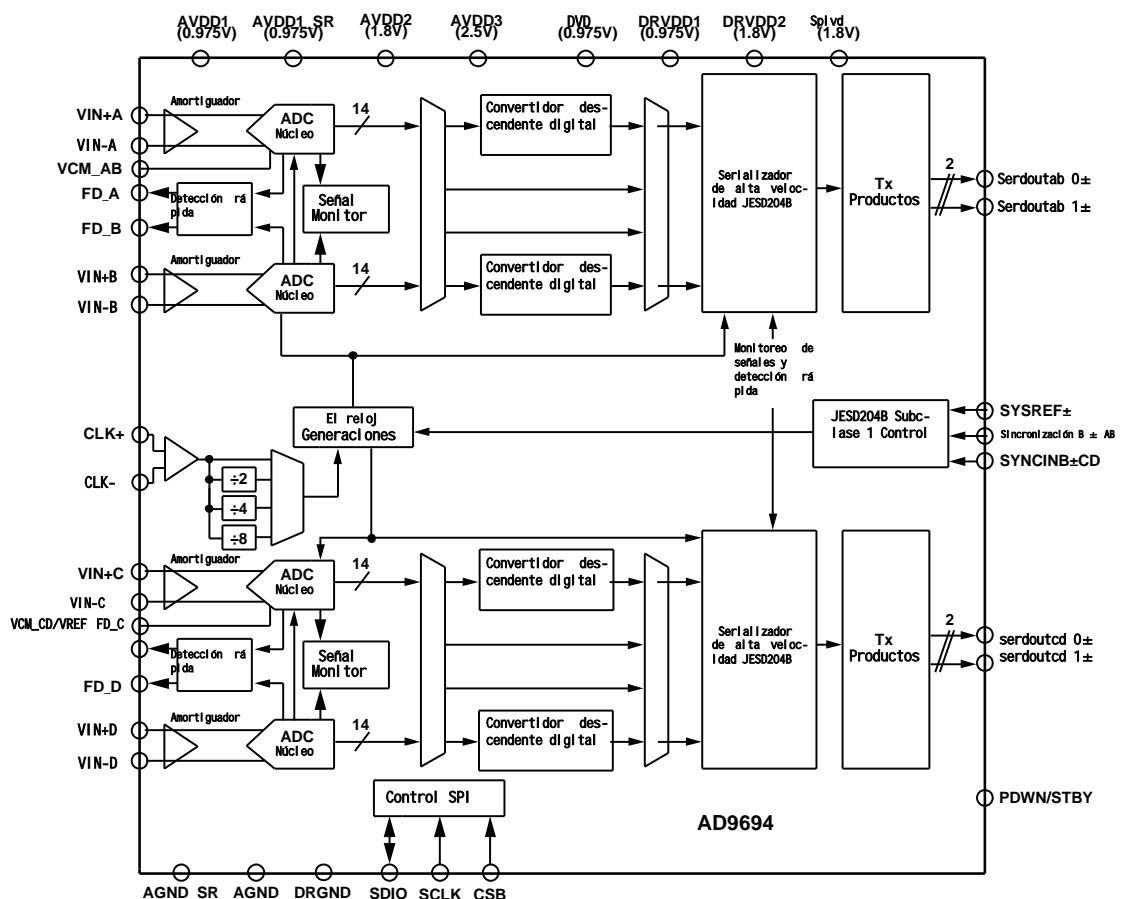 AVDD1 AVDD1 SR AVDD2 AVDD3 DVD DRVDD1 DRVDD2 Splvd
(0.975V) (0.975V) (1.8V) (2.5V) (0.975V) (0.975V) (1.8V) (1.8V)
Amortiguador
VIN+A
VIN-A
VCM_AB
FD_A
FD_B
ADC
Núcleo
14
Detección rá
pida
Señal
Monitor
Convertidor des-
cendente digital
Serializador
de alta veloc-
idad JESD204B
Tx
Productos
2
Serdoutab 0±
Serdoutab 1±
Amortiguador
VIN+B
VIN-B
ADC
Núcleo
14
Convertidor des-
cendente digital
Monitoreo de
señales y
detección rá
pida
El reloj
Generaciones
JESD204B Subc-
lase 1 Control
SYSREF±
Sincronización B ± AB
SYNCINB±CD
CLK+
CLK-
÷2
÷4
÷8
Amortiguador
VIN+C
VIN-C
VCM_CD/VREF FD_C
FD_D
ADC
Núcleo
14
Detección rá
pida
Señal
Monitor
Convertidor des-
cendente digital
Serializador
de alta veloc-
idad JESD204B
Tx
Productos
2
serdoutcd 0±
serdoutcd 1±
Amortiguador
VIN+D
VIN-D
ADC
Núcleo
14
Convertidor des-
cendente digital
Control SPI
PDWN/STBY
AD9694
AGND SR AGND DRGND SDIO SCLK CSB